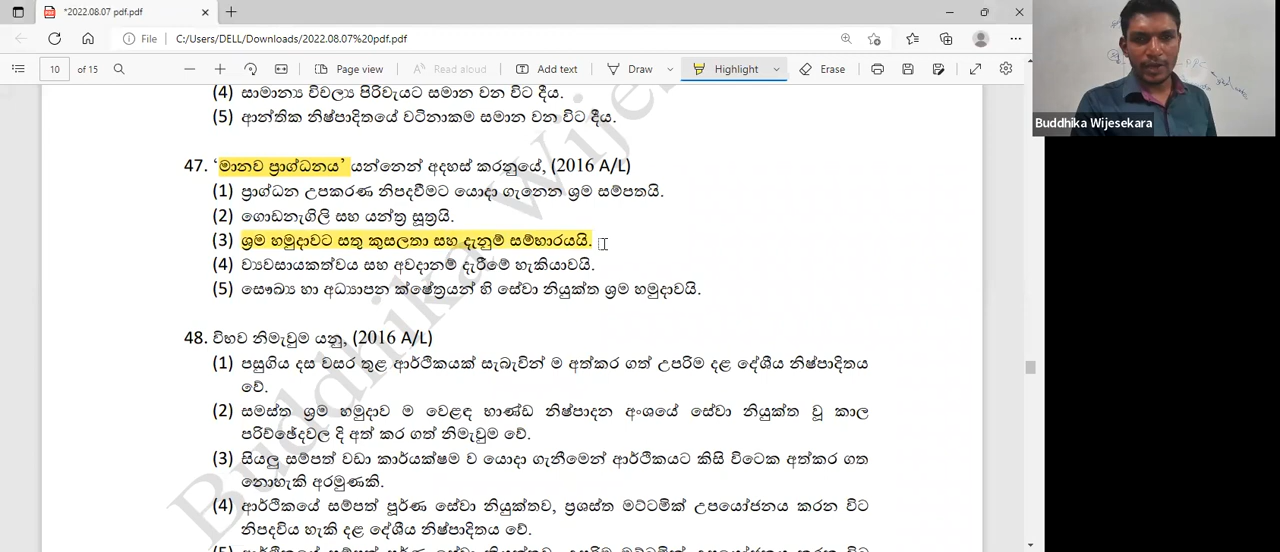 *2022.08.07 pdf.pdf
File C:/Users/DELL/Downloads/2022.08.07%20pdf.pdf
10 of 15 Page view Read aloud Add text Draw Highlight Erase
Buddhika Wijesekara
(4) සාමාන්‍ය විචල්‍ය පිරිවැයට සමාන වන විට දීය.
(5) ආන්තික නිෂ්පාදිතයේ වටිනාකම සමාන වන විට දීය.
47. ‘මානව ප්‍රාග්ධනය’ යන්නෙන් අදහස් කරනුයේ, (2016 A/L)
(1) ප්‍රාග්ධන උපකරණ නිපදවීමට යොදා ගැනෙන ශ්‍රම සම්පතයි.
(2) ගොඩනැගිලි සහ යන්ත්‍ර සූත්‍රයි.
(3) ශ්‍රම හමුදාවට සතු කුසලතා සහ දැනුම් සම්භාරයයි.
(4) ව්‍යවසායකත්වය සහ අවදානම් දැරීමේ හැකියාවයි.
(5) සෞඛ්‍ය හා අධ්‍යාපන ක්ෂේත්‍රයන් හි සේවා නියුක්ත ශ්‍රම හමුදාවයි.
48. විභව නිමැවුම යනු, (2016 A/L)
(1) පසුගිය දස වසර තුළ ආර්ථිකයක් සැබැවින් ම අත්කර ගත් උපරිම දළ දේශීය නිෂ්පාදිතය
වේ.
(2) සමස්ත ශ්‍රම හමුදාව ම වෙළඳ භාණ්ඩ නිෂ්පාදන අංශයේ සේවා නියුක්ත වූ කාල
පරිච්ඡේදවල දි අත් කර ගත් නිමැවුම වේ.
(3) සියලු සම්පත් වඩා කාර්යක්ෂම ව යොදා ගැනීමෙන් ආර්ථිකයට කිසි විටෙක අත්කර ගත
නොහැකි අරමුණකි.
(4) ආර්ථිකයේ සම්පත් පූර්ණ සේවා නියුක්තව, ප්‍රශස්ත මට්ටමින් උපයෝජනය කරන විට
නිපදවිය හැකි දළ දේශීය නිෂ්පාදිතය වේ.
Buddhika Wije